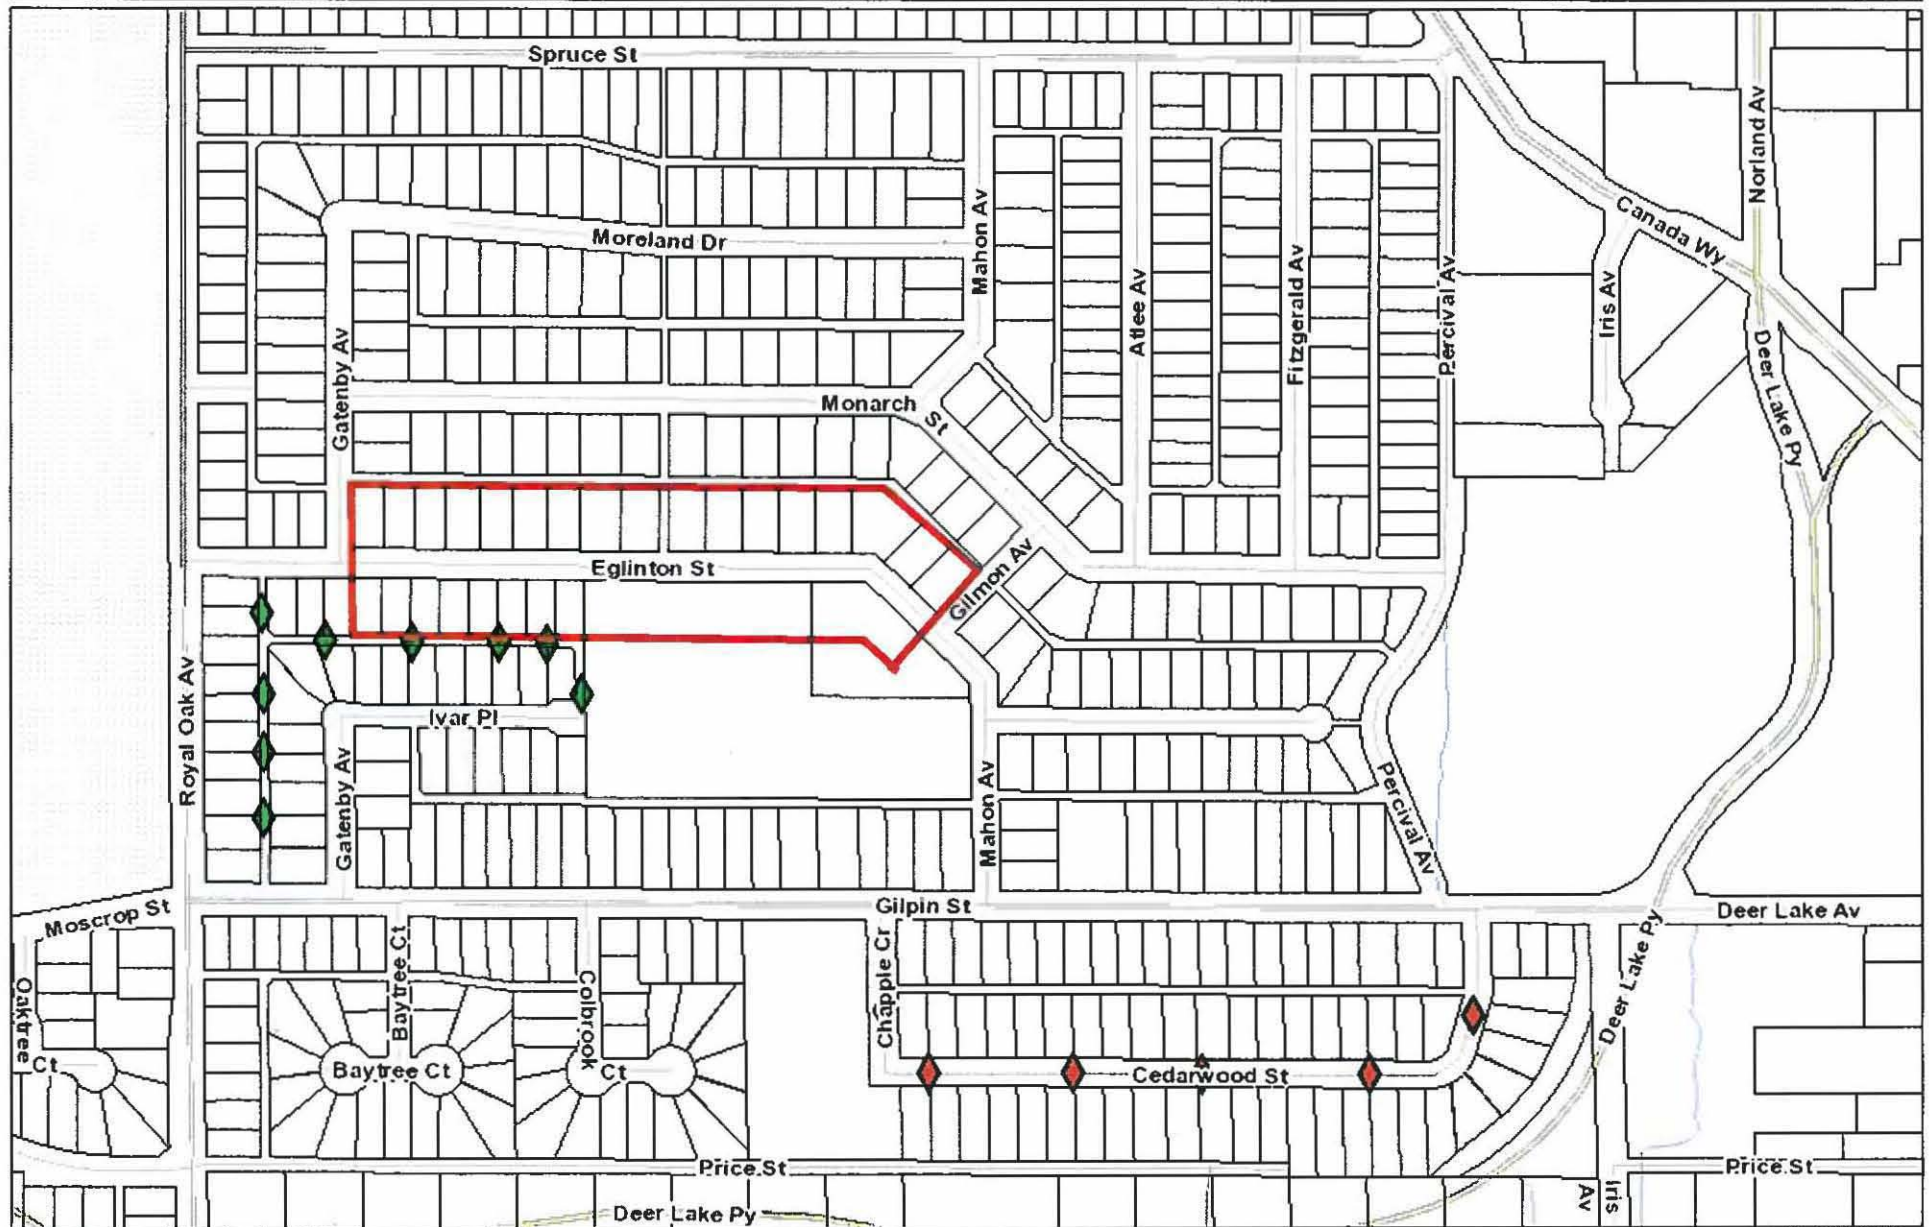 Spruce St
Norland Av
Mahon Av
Canada Wy
Moreland Dr
Fitzgerald Av
Percival Av
Atlee Av
Iris Av
Gatenby Av
Deer Lake Py
Monarch
St
Eglinton St
Gilmon Av
Royal Oak Av
Ivar Pl
Gatenby Av
Mahon Av
Percival Av
Moscrop St
Gilpin St
Deer Lake Av
Baytree Ct
Colbrook
Ct
Chapple Cr
Deer Lake Py
Oaktree
Ct
Baytree Ct
Cedarwood St
Price St
Price St
Iris
Av
Deer Lake Py